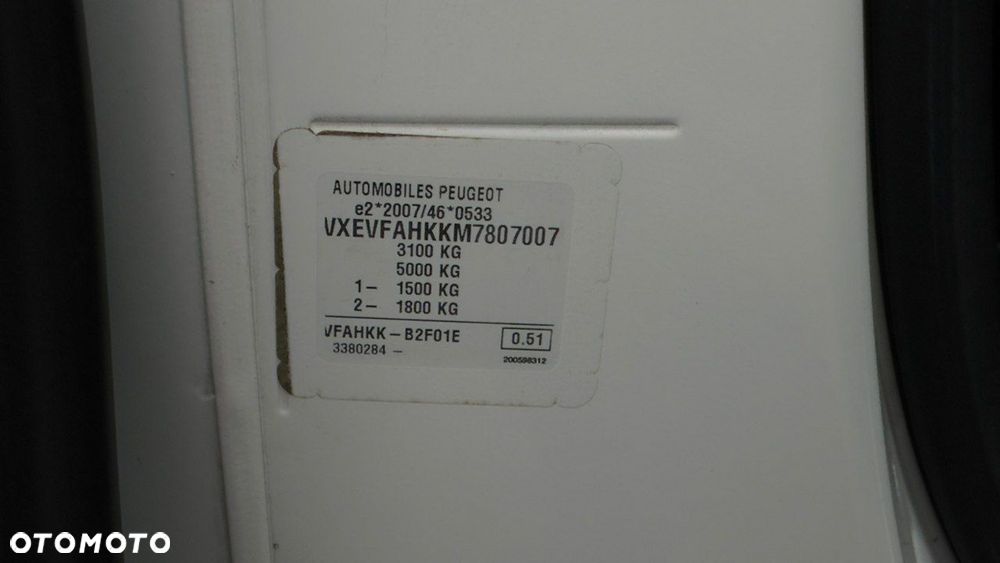 AUTOMOBILES PEUGEOT
e2*2007/46*0533
VXEVFAHKKM7807007
3100 KG
5000 KG
1- 1500 KG
2- 1800 KG
VFAHKK-B2F01E 0.51
3380284 - 200598312
OTOMOTO